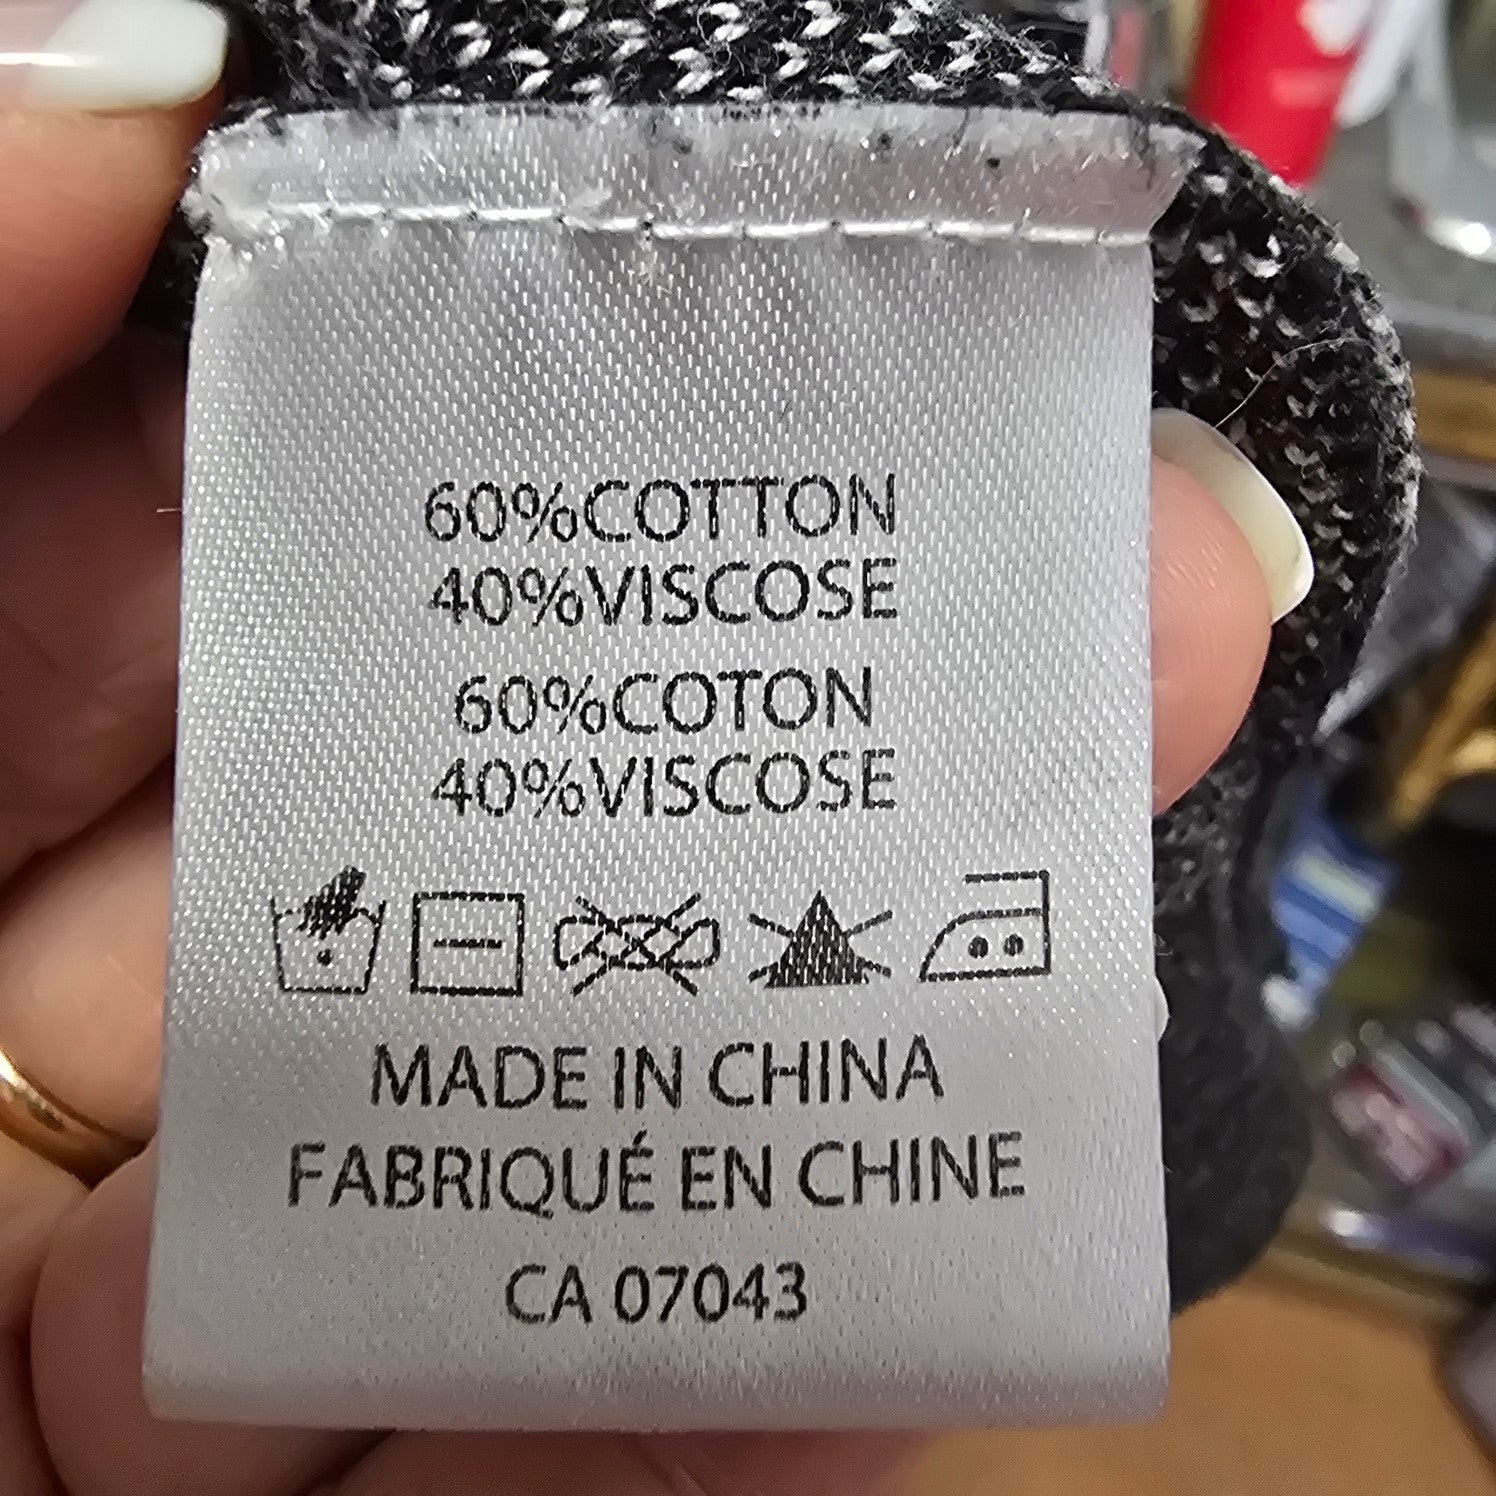 60%COTTON
40%VISCOSE
60%COTON
40%VISCOSE
MADE IN CHINA
FABRIQUÉ EN CHINE
CA 07043